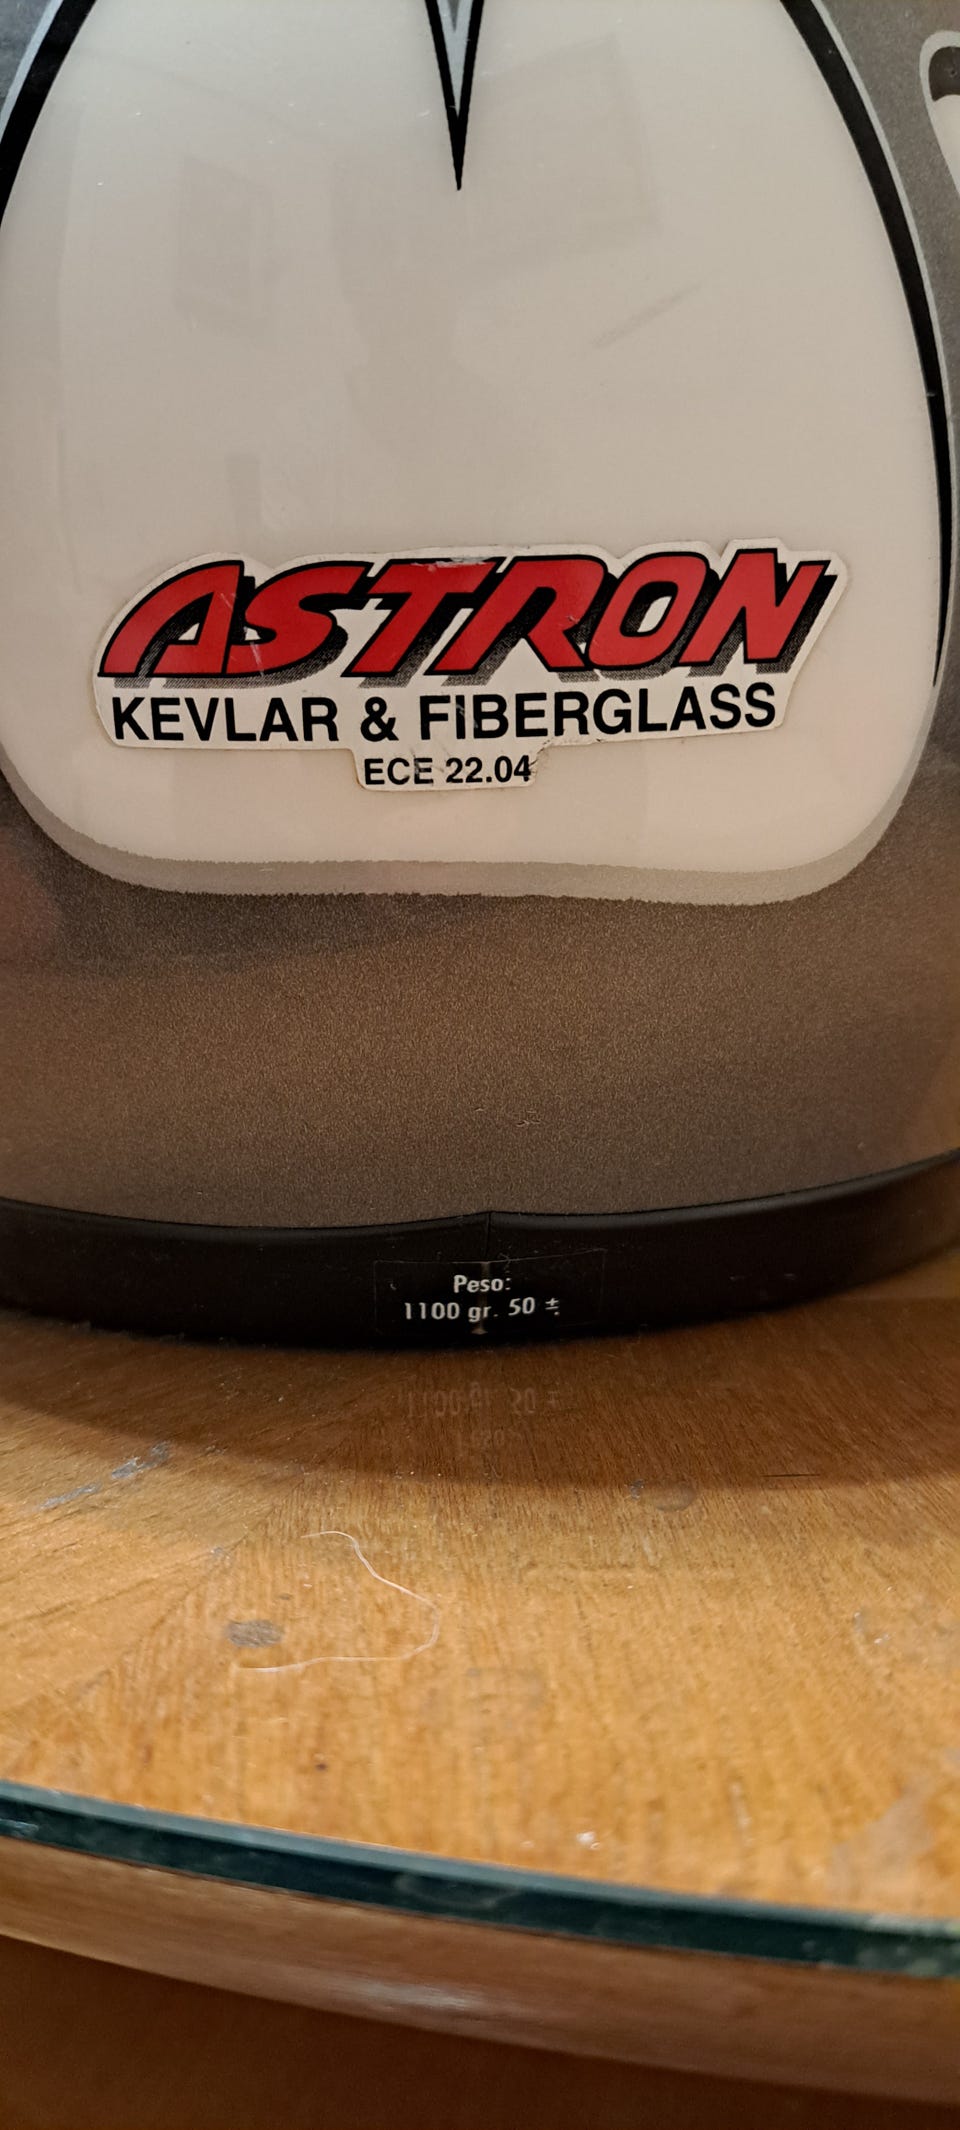 ASTRON
KEVLAR & FIBERGLASS
ECE 22.04
Peso:
1100 gr. 50 ±